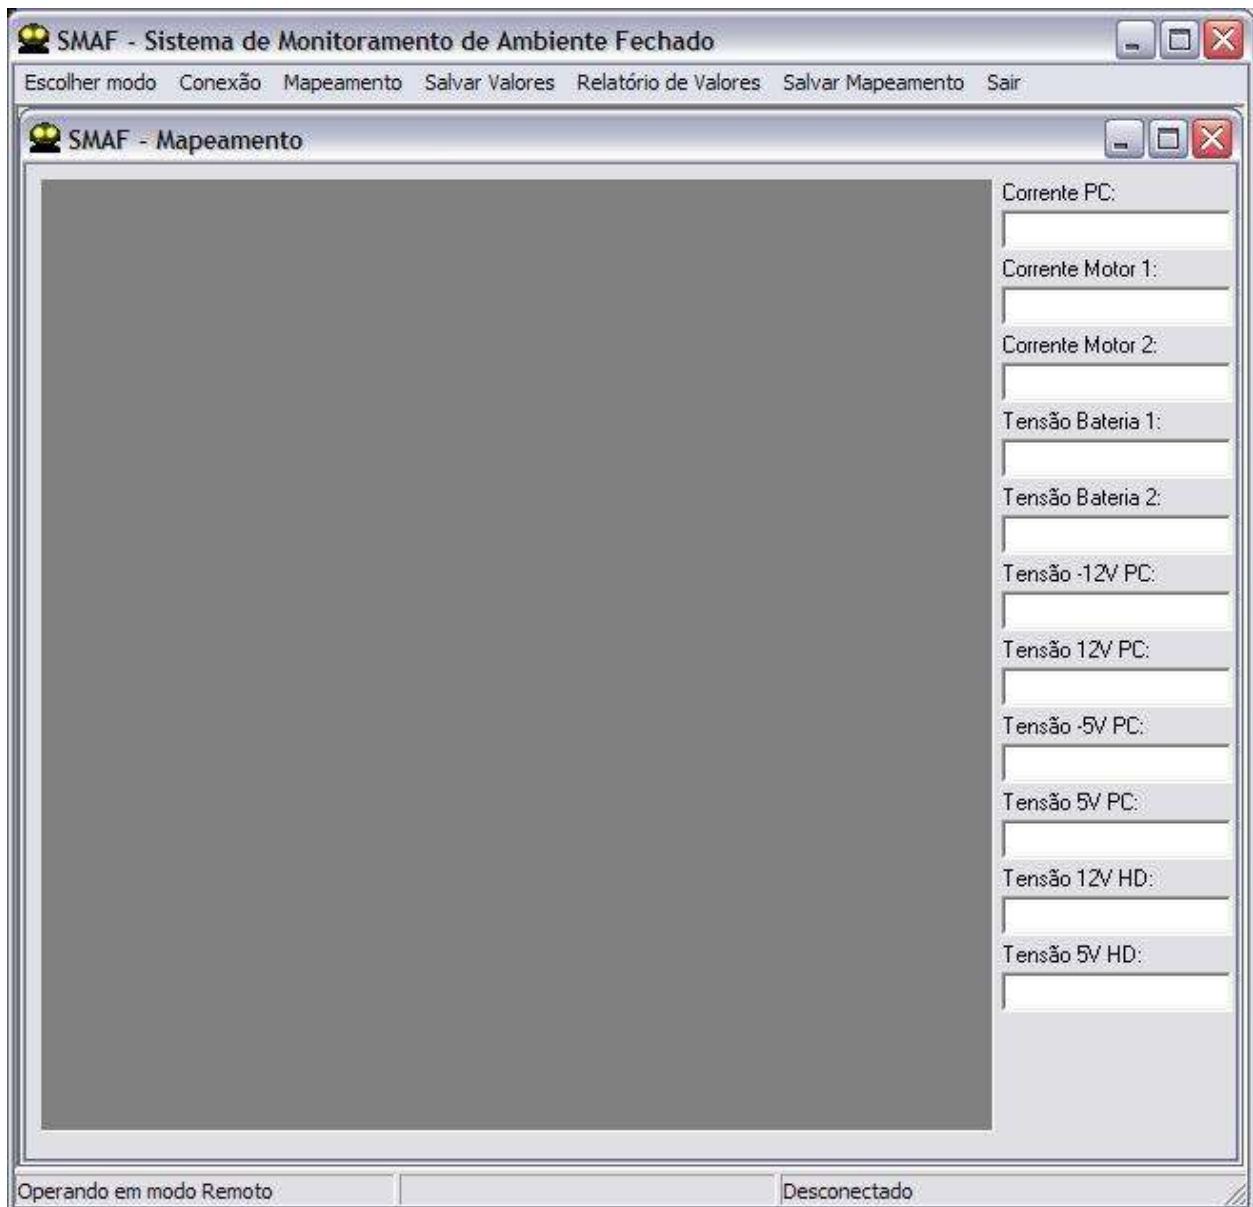 SMAF - Sistema de Monitoramento de Ambiente Fechado
Escolher modo Conexão Mapeamento Salvar Valores Relatório de Valores Salvar Mapeamento Sair
SMAF - Mapeamento
Corrente PC:
Corrente Motor 1:
Corrente Motor 2:
Tensão Bateria 1:
Tensão Bateria 2:
Tensão -12V PC:
Tensão 12V PC:
Tensão -5V PC:
Tensão 5V PC:
Tensão 12V HD:
Tensão 5V HD:
Operando em modo Remoto Desconectado